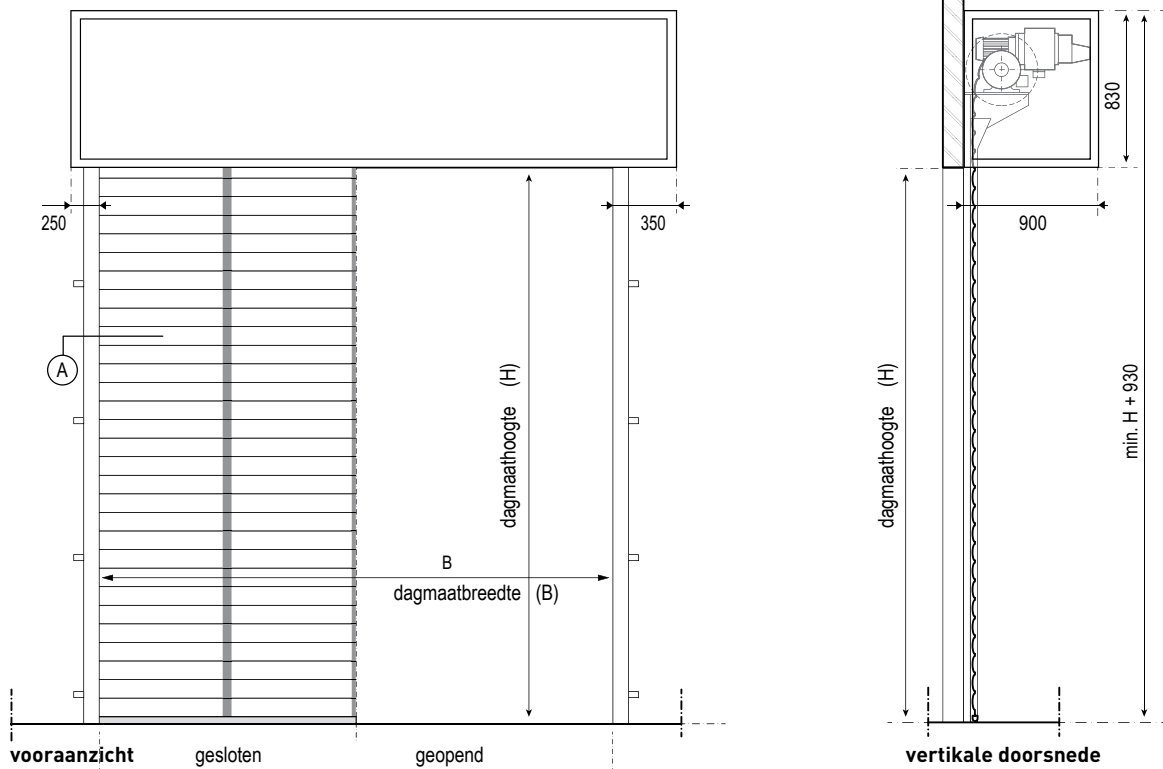 830
250
350
900
A
dagmaathoogte (H)
dagmaathoogte (H)
min. H + 930
B
dagmaatbreedte (B)
vooraanzicht
gesloten
geopend
vertikale doorsnede